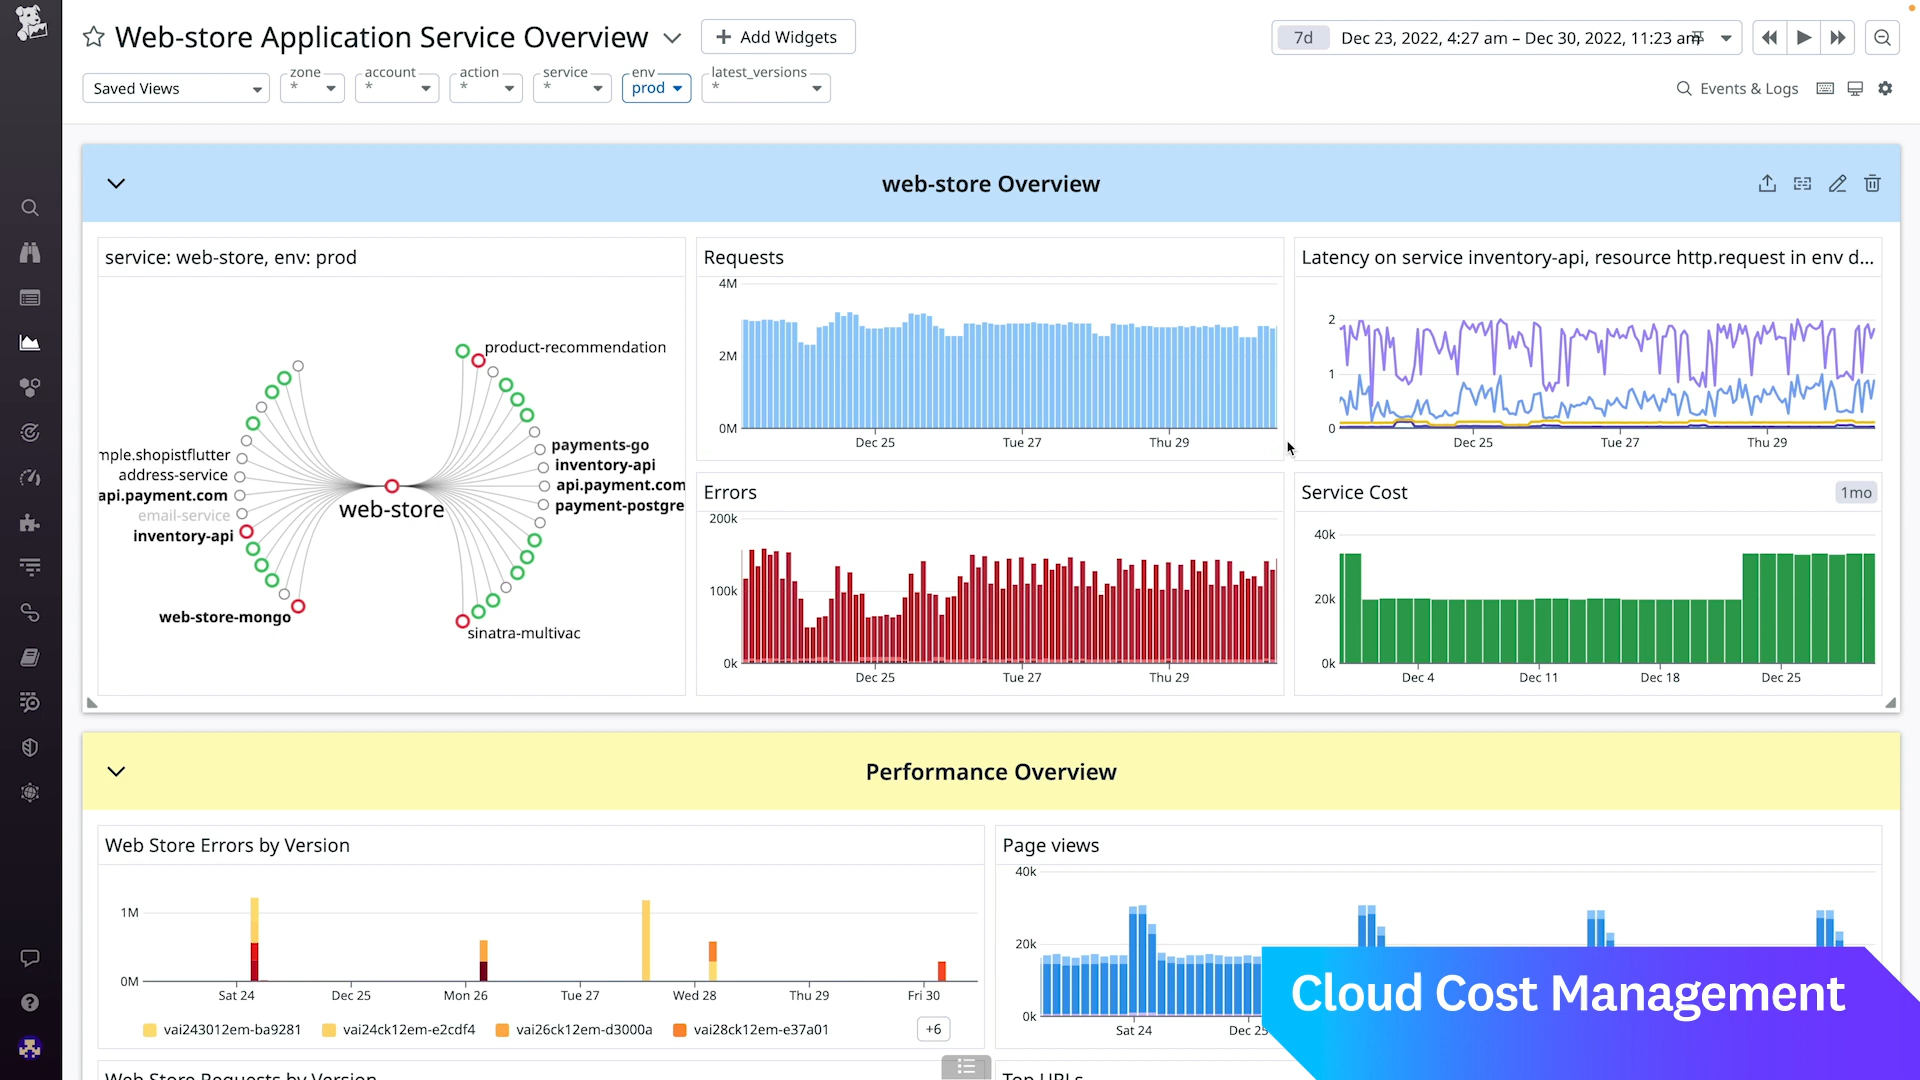 Web-store Application Service Overview
Add Widgets
7d
Dec 23, 2022, 4:27 am – Dec 30, 2022, 11:23 am
Saved Views
zone
*
account
*
action
*
service
*
env
prod
latest_versions
*
Events & Logs
web-store Overview
service: web-store, env: prod
product-recommendation
payments-go
inventory-api
api.payment.com
payment-postgre
mple.shopistflutter
address-service
api.payment.com
email-service
inventory-api
web-store
web-store-mongo
sinatra-multivac
Requests
4M
2M
0M
Dec 25
Tue 27
Thu 29
Latency on service inventory-api, resource http.request in env d...
2
1
0
Dec 25
Tue 27
Thu 29
Errors
200k
100k
0k
Dec 25
Tue 27
Thu 29
Service Cost
1mo
40k
20k
0k
Dec 4
Dec 11
Dec 18
Dec 25
Performance Overview
Web Store Errors by Version
1M
0M
Sat 24
Dec 25
Mon 26
Tue 27
Wed 28
Thu 29
Fri 30
vai243012em-ba9281
vai24ck12em-e2cdf4
vai26ck12em-d3000a
vai28ck12em-e37a01
+6
Page views
40k
20k
0k
Sat 24
Dec 25
Cloud Cost Management
Web Store Requests by Version
Top URLs